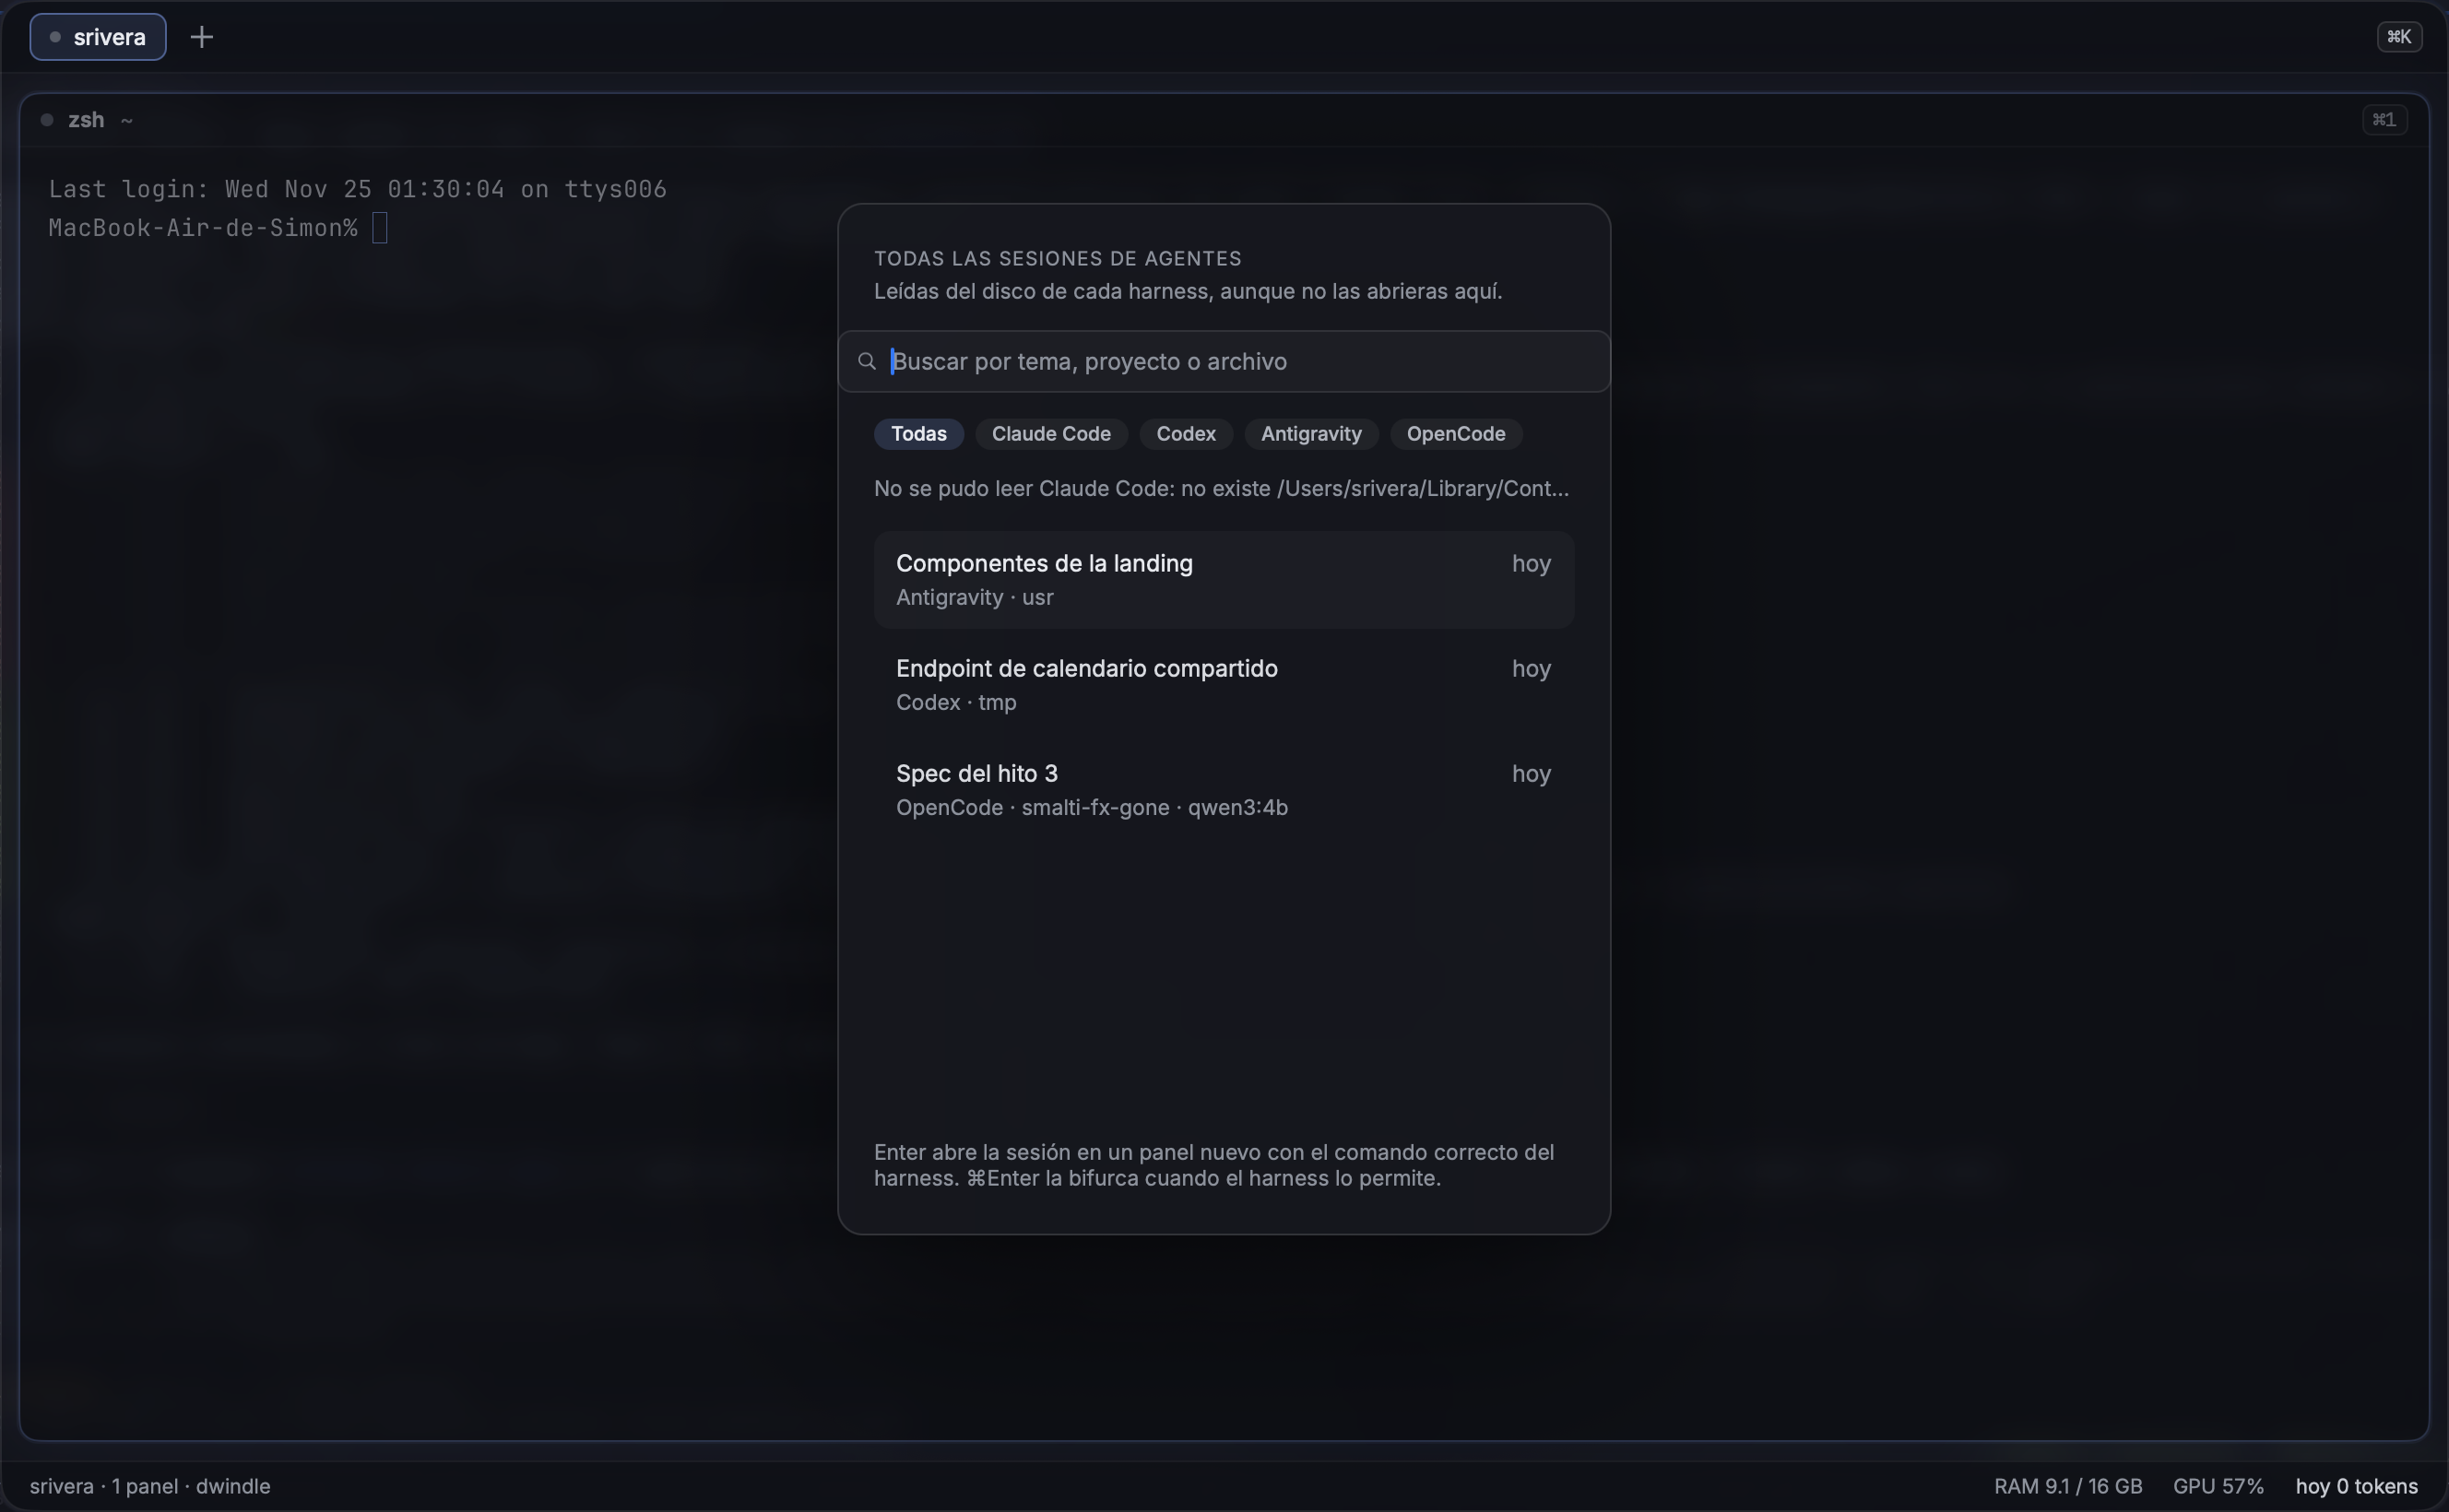 srivera
⌘K
zsh ~
⌘1
Last login: Wed Nov 25 01:30:04 on ttys006
MacBook-Air-de-Simon%
TODAS LAS SESIONES DE AGENTES
Leídas del disco de cada harness, aunque no las abrieras aquí.
Buscar por tema, proyecto o archivo
Todas Claude Code Codex Antigravity OpenCode
No se pudo leer Claude Code: no existe /Users/srivera/Library/Cont...
Componentes de la landing hoy
Antigravity · usr
Endpoint de calendario compartido hoy
Codex · tmp
Spec del hito 3 hoy
OpenCode · smalti-fx-gone · qwen3:4b
Enter abre la sesión en un panel nuevo con el comando correcto del
harness. ⌘Enter la bifurca cuando el harness lo permite.
srivera · 1 panel · dwindle
RAM 9.1 / 16 GB GPU 57% hoy 0 tokens